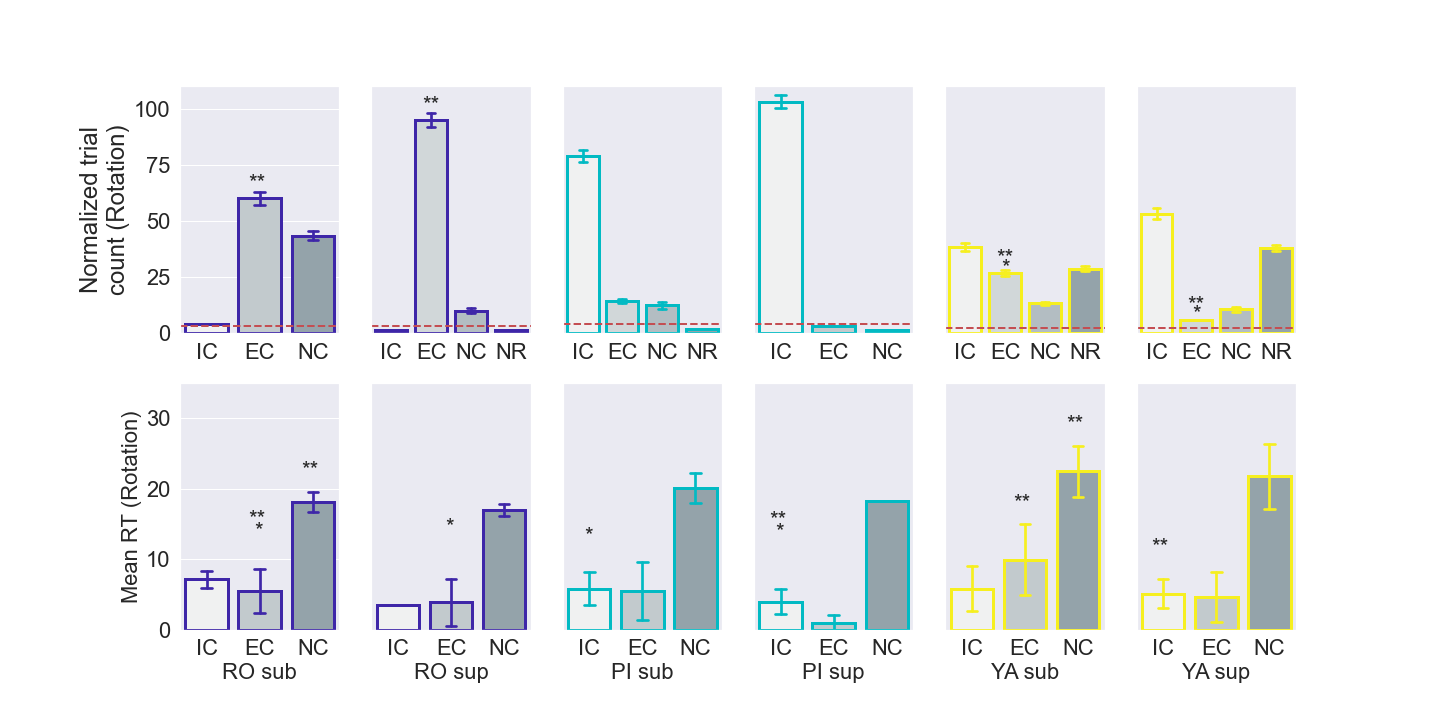 Normalized trial
count (Rotation)
100
75
50
25
0
**
**
**
*
**
*
IC EC NC
IC EC NC NR
IC EC NC NR
IC EC NC
IC EC NC NR
IC EC NC NR
Mean RT (Rotation)
30
20
10
0
**
*
**
*
*
**
*
**
**
**
IC EC NC
IC EC NC
IC EC NC
IC EC NC
IC EC NC
IC EC NC
RO sub
RO sup
PI sub
PI sup
YA sub
YA sup